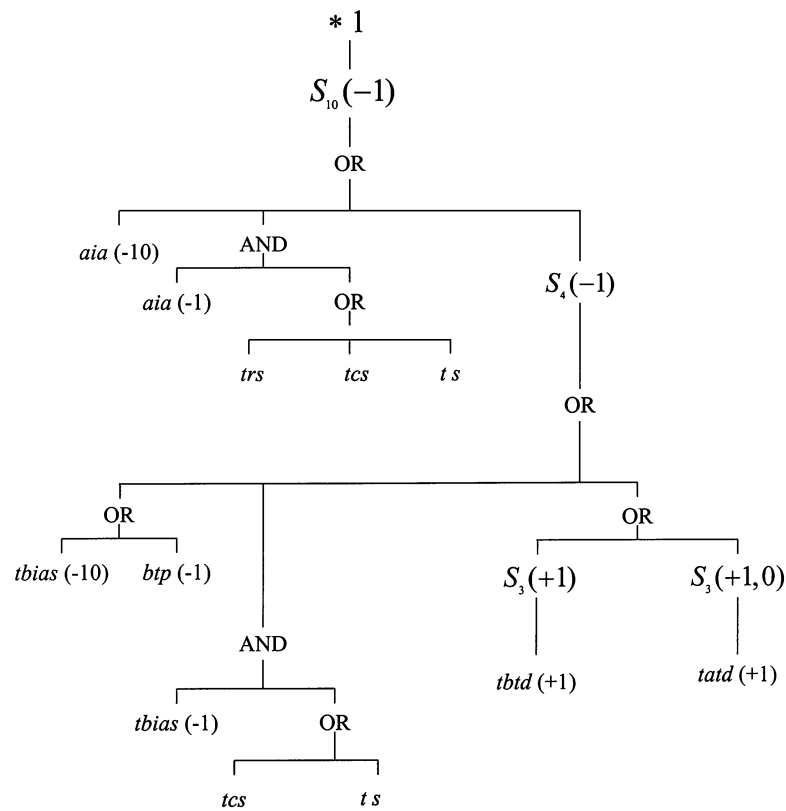 * 1
S₁₀(−1)
OR
aia (-10) AND
S₄(−1)
aia (-1) OR
trs tcs t s
OR
OR OR
tbias (-10) btp (-1) S₃(+1) S₃(+1,0)
AND
tbtd (+1) tatd (+1)
tbias (-1) OR
tcs t s